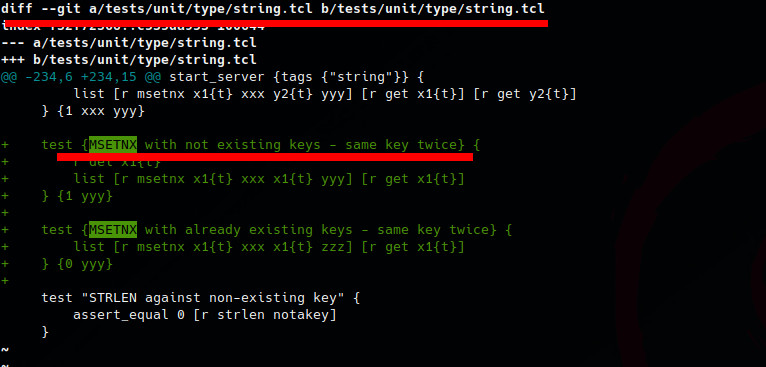 diff --git a/tests/unit/type/string.tcl b/tests/unit/type/string.tcl
--- a/tests/unit/type/string.tcl
+++ b/tests/unit/type/string.tcl
@@ -234,6 +234,15 @@ start_server {tags {"string"}} {
list [r msetnx x1{t} xxx y2{t} yyy] [r get x1{t}] [r get y2{t}]
} {1 xxx yyy}
+ test {MSETNX with not existing keys - same key twice} {
+ r del x1{t}
+ list [r msetnx x1{t} xxx x1{t} yyy] [r get x1{t}]
+ } {1 yyy}
+
+ test {MSETNX with already existing keys - same key twice} {
+ list [r msetnx x1{t} xxx x1{t} zzz] [r get x1{t}]
+ } {0 yyy}
+
test "STRLEN against non-existing key" {
assert_equal 0 [r strlen notakey]
}
~
~